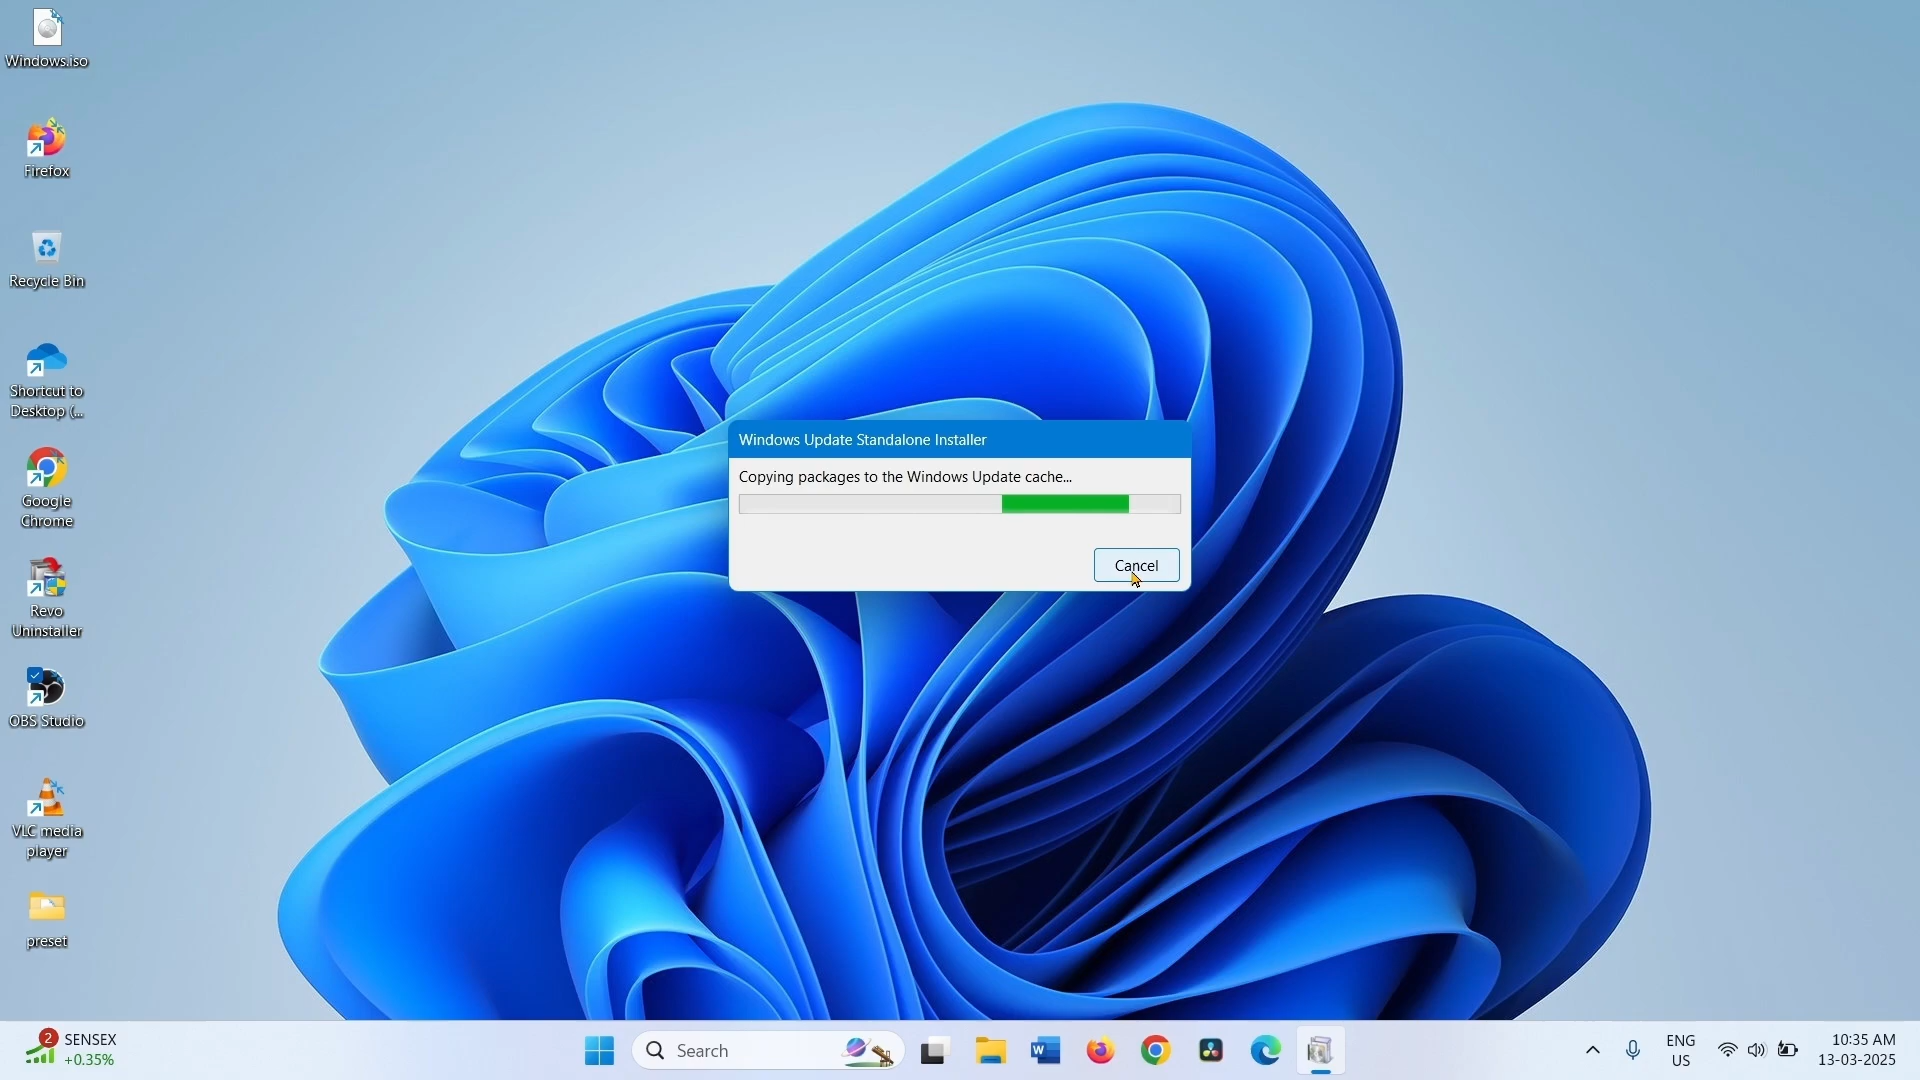 Windows.iso
Firefox
Recycle Bin
Shortcut to
Desktop (...
Google
Chrome
Revo
Uninstaller
OBS Studio
VLC media
player
preset
Windows Update Standalone Installer
Copying packages to the Windows Update cache...
Cancel
2
SENSEX
+0.35%
Search
W
ENG
US
10:35 AM
13-03-2025